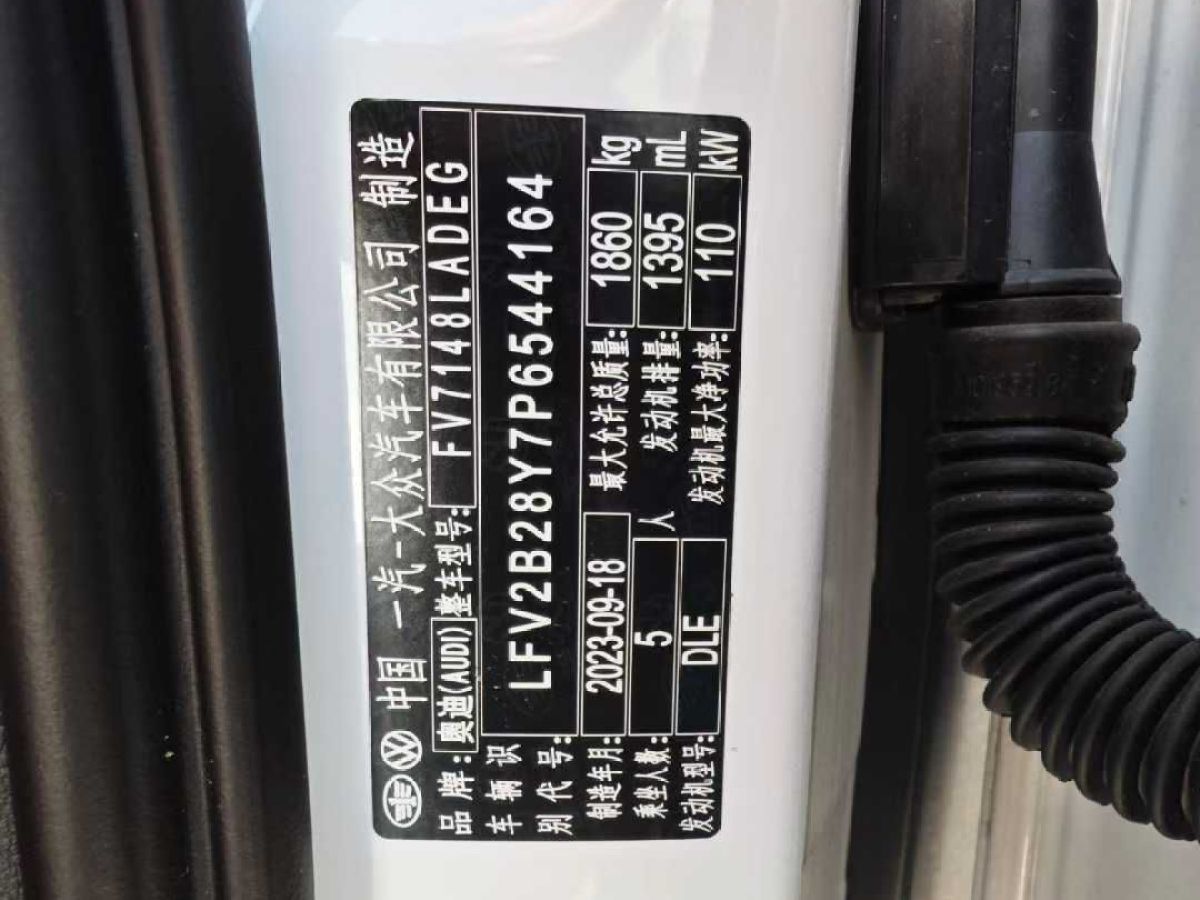 中国 一汽-大众汽车有限公司 制造
品牌: 奥迪(AUDI) 整车型号: FV7148LADEG
车辆识别代号: LFV2B28Y7P6544164
制造年月: 2023-09-18 最大允许总质量: 1860 kg
乘坐人数: 5 人 发动机排量: 1395 mL
发动机型号: DLE 发动机最大净功率: 110 kW